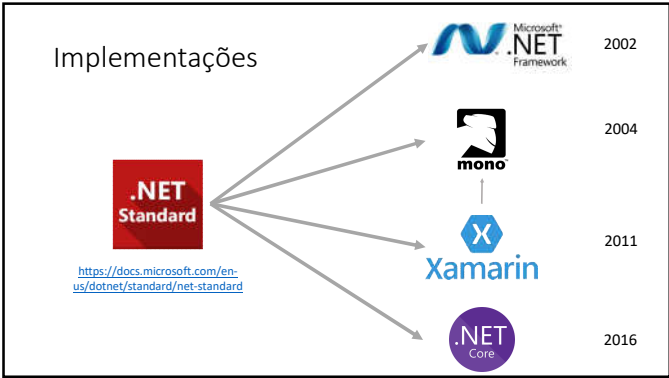 Implementações
Microsoft®
.NET
Framework
2002
mono™
2004
.NET
Standard
https://docs.microsoft.com/en-
us/dotnet/standard/net-standard
X
Xamarin
2011
.NET
Core
2016